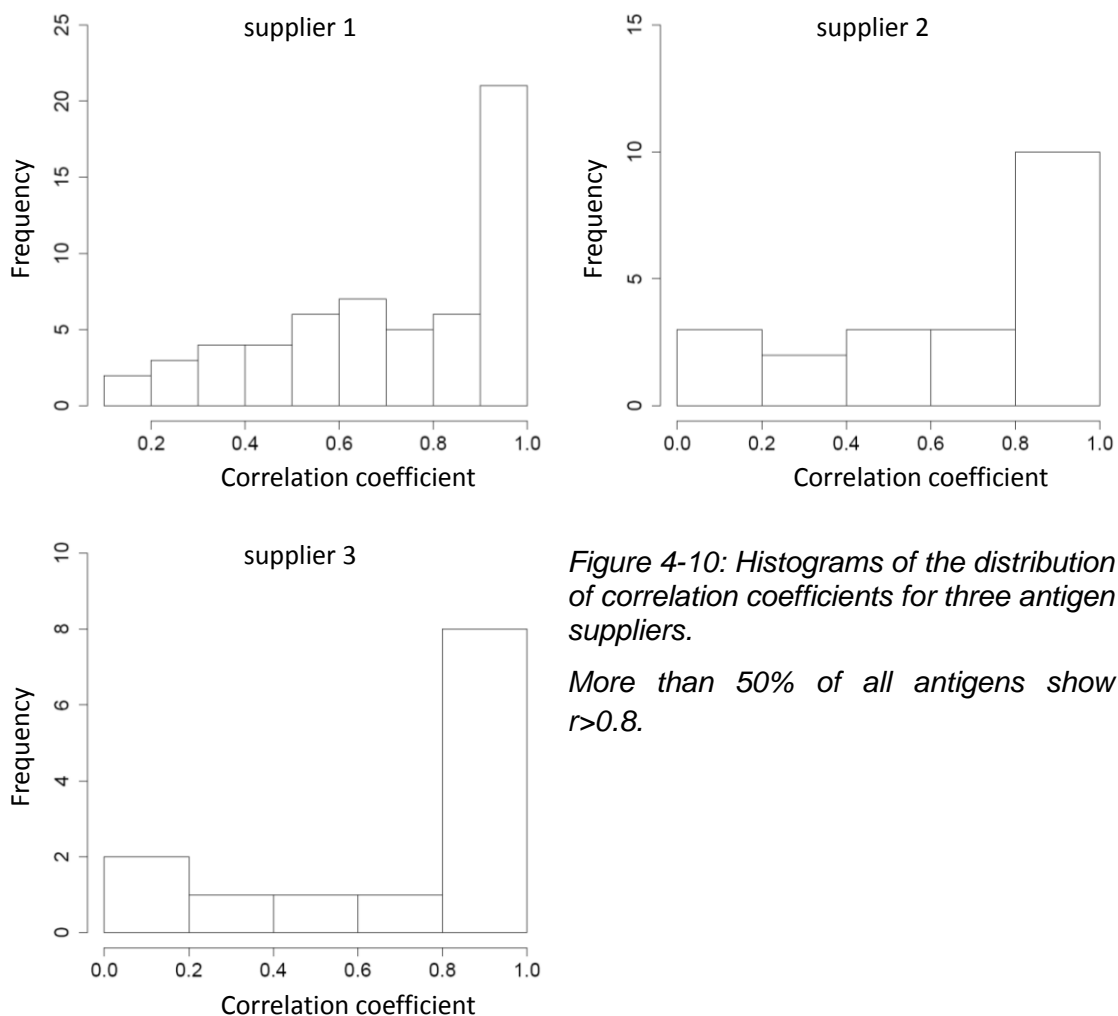 supplier 1
25
20
15
10
5
0
Frequency
0.2 0.4 0.6 0.8 1.0
Correlation coefficient
supplier 2
15
10
5
0
Frequency
0.0 0.2 0.4 0.6 0.8 1.0
Correlation coefficient
supplier 3
10
8
6
4
2
0
Frequency
0.0 0.2 0.4 0.6 0.8 1.0
Correlation coefficient
Figure 4-10: Histograms of the distribution
of correlation coefficients for three antigen
suppliers.
More than 50% of all antigens show
r>0.8.